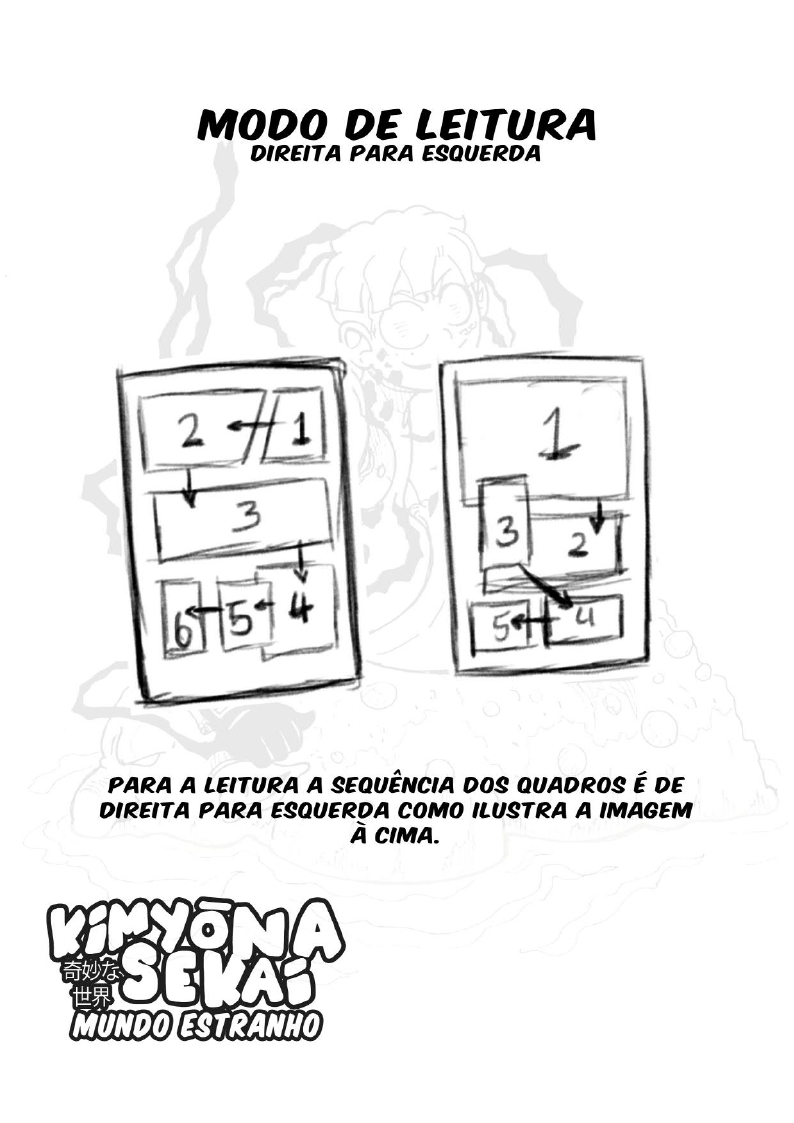 MODO DE LEITURA
DIREITA PARA ESQUERDA
2 1
3
6 5 4
1
3 2
5 4
PARA A LEITURA A SEQUÊNCIA DOS QUADROS É DE
DIREITA PARA ESQUERDA COMO ILUSTRA A IMAGEM
À CIMA.
KIMYŌNA
奇妙な SEKAI
世界
MUNDO ESTRANHO